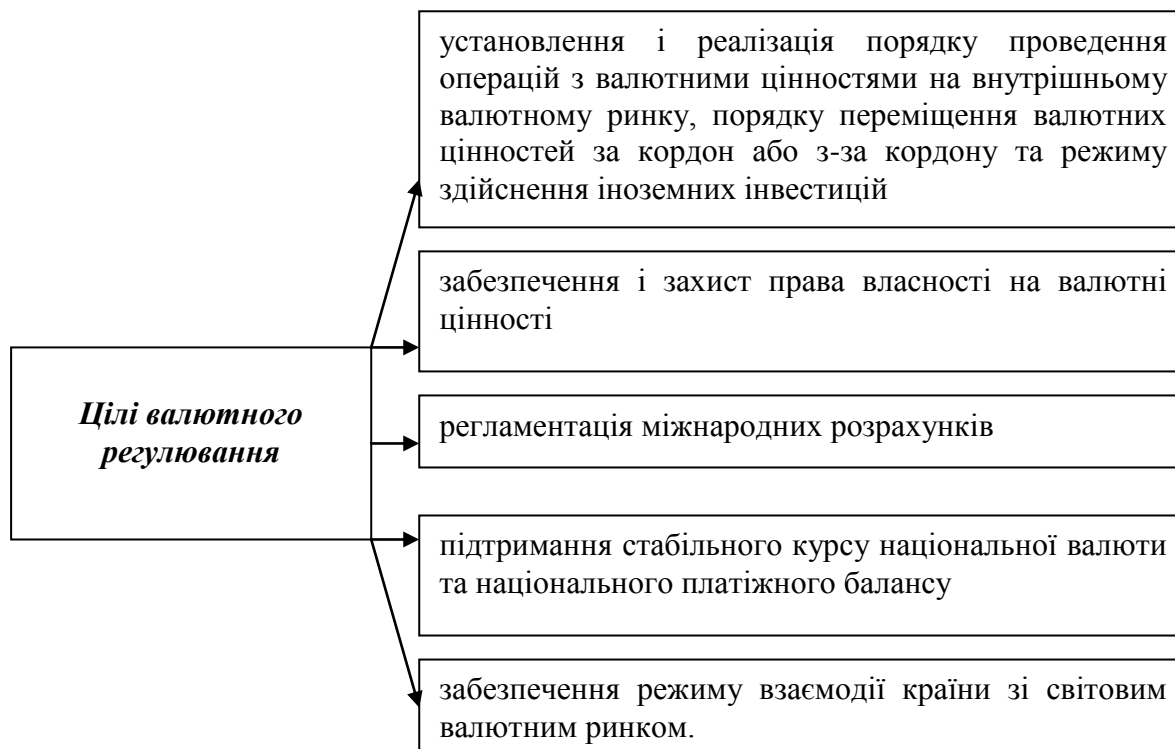 установлення і реалізація порядку проведення
операцій з валютними цінностями на внутрішньому
валютному ринку, порядку переміщення валютних
цінностей за кордон або з-за кордону та режиму
здійснення іноземних інвестицій
забезпечення і захист права власності на валютні
цінності
Цілі валютного
регулювання
регламентація міжнародних розрахунків
підтримання стабільного курсу національної валюти
та національного платіжного балансу
забезпечення режиму взаємодії країни зі світовим
валютним ринком.